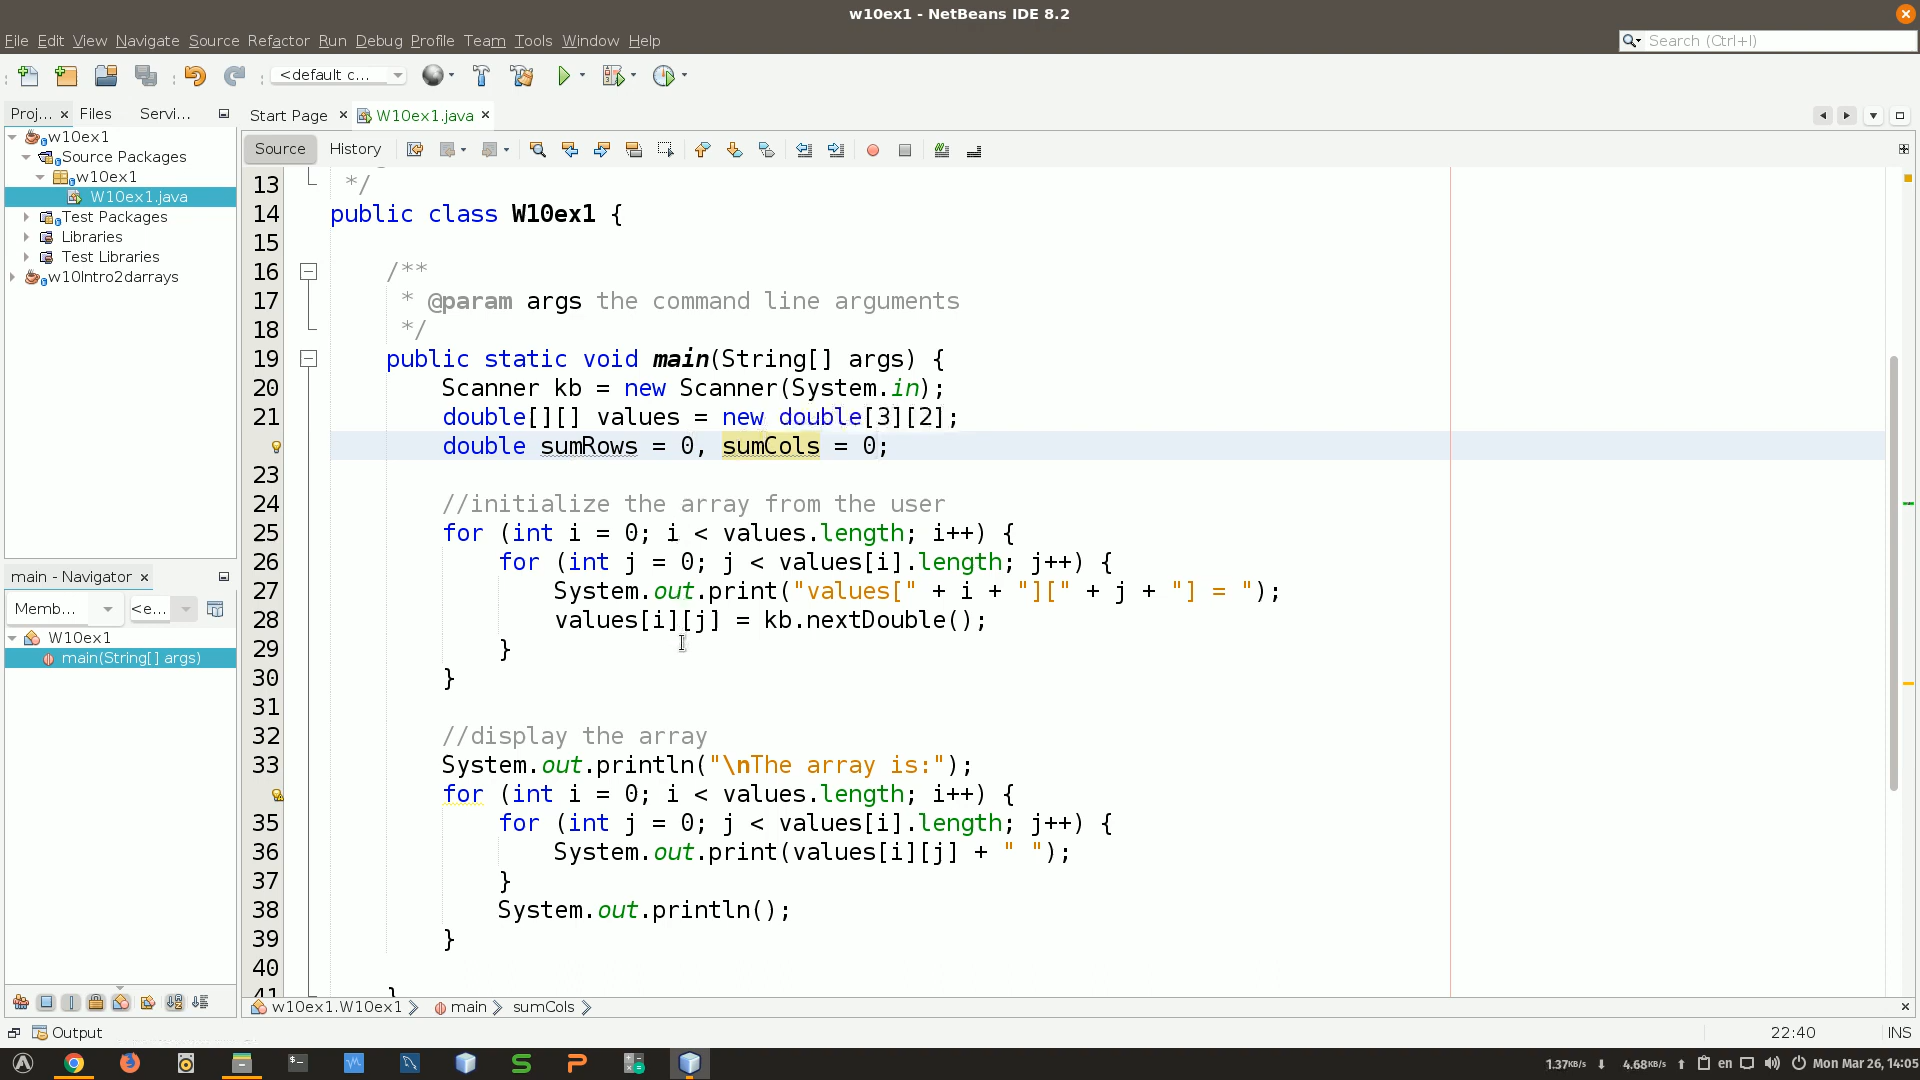 w10ex1 - NetBeans IDE 8.2
File Edit View Navigate Source Refactor Run Debug Profile Team Tools Window Help
Search (Ctrl+I)
<default c...
Proj... Files Servi...
Start Page W10ex1.java
w10ex1
Source Packages
w10ex1
W10ex1.java
Test Packages
Libraries
Test Libraries
w10Intro2darrays
Source History
13 */
14 public class W10ex1 {
15
16 /**
17 * @param args the command line arguments
18 */
19 public static void main(String[] args) {
20 Scanner kb = new Scanner(System.in);
21 double[][] values = new double[3][2];
double sumRows = 0, sumCols = 0;
23
24 //initialize the array from the user
25 for (int i = 0; i < values.length; i++) {
26 for (int j = 0; j < values[i].length; j++) {
27 System.out.print("values[" + i + "][" + j + "] = ");
28 values[i][j] = kb.nextDouble();
29 }
30 }
31
32 //display the array
33 System.out.println("\nThe array is:");
for (int i = 0; i < values.length; i++) {
35 for (int j = 0; j < values[i].length; j++) {
36 System.out.print(values[i][j] + " ");
37 }
38 System.out.println();
39 }
40
41 }
main - Navigator
Memb... <e...
W10ex1
main(String[] args)
w10ex1.W10ex1 main sumCols
Output
22:40 INS
1.37KB/s 4.68KB/s en Mon Mar 26, 14:05